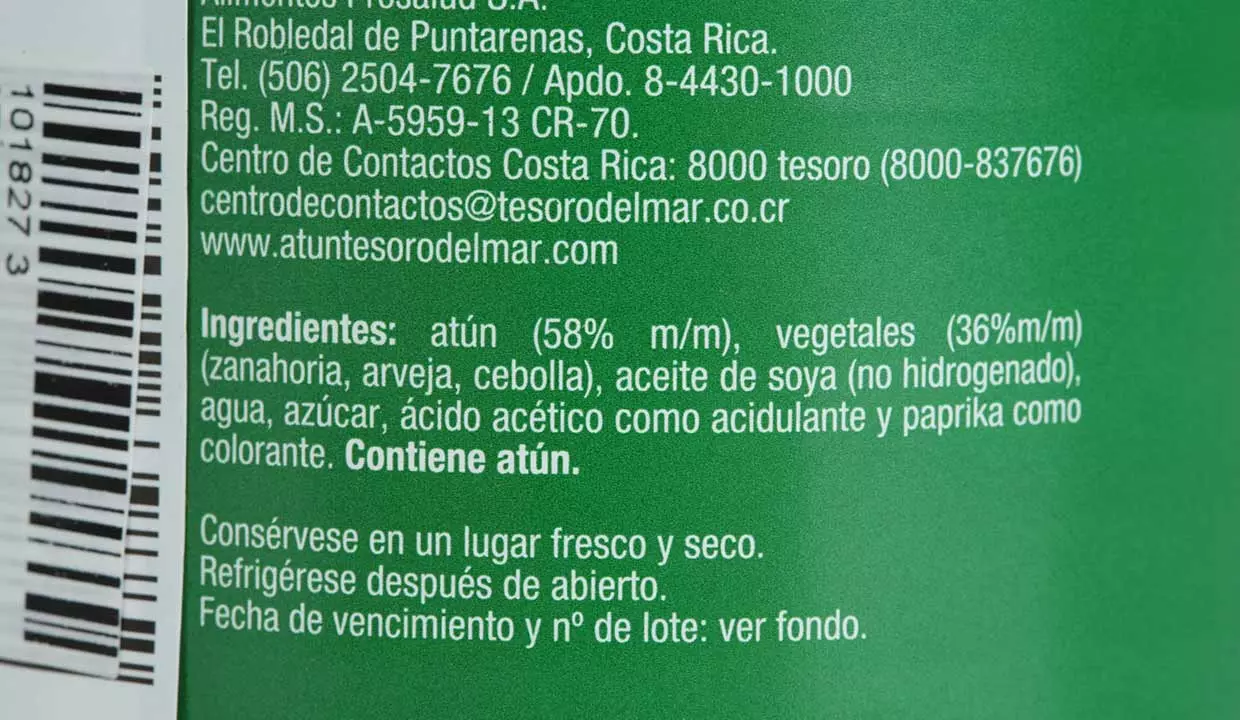 Alimentos Prosalud S.A.
El Robledal de Puntarenas, Costa Rica.
Tel. (506) 2504-7676 / Apdo. 8-4430-1000
Reg. M.S.: A-5959-13 CR-70.
Centro de Contactos Costa Rica: 8000 tesoro (8000-837676)
centrodecontactos@tesorodelmar.co.cr
www.atuntesorodelmar.com
Ingredientes: atún (58% m/m), vegetales (36%m/m)
(zanahoria, arveja, cebolla), aceite de soya (no hidrogenado),
agua, azúcar, ácido acético como acidulante y paprika como
colorante. Contiene atún.
Consérvese en un lugar fresco y seco.
Refrigérese después de abierto.
Fecha de vencimiento y nº de lote: ver fondo.
101827 3